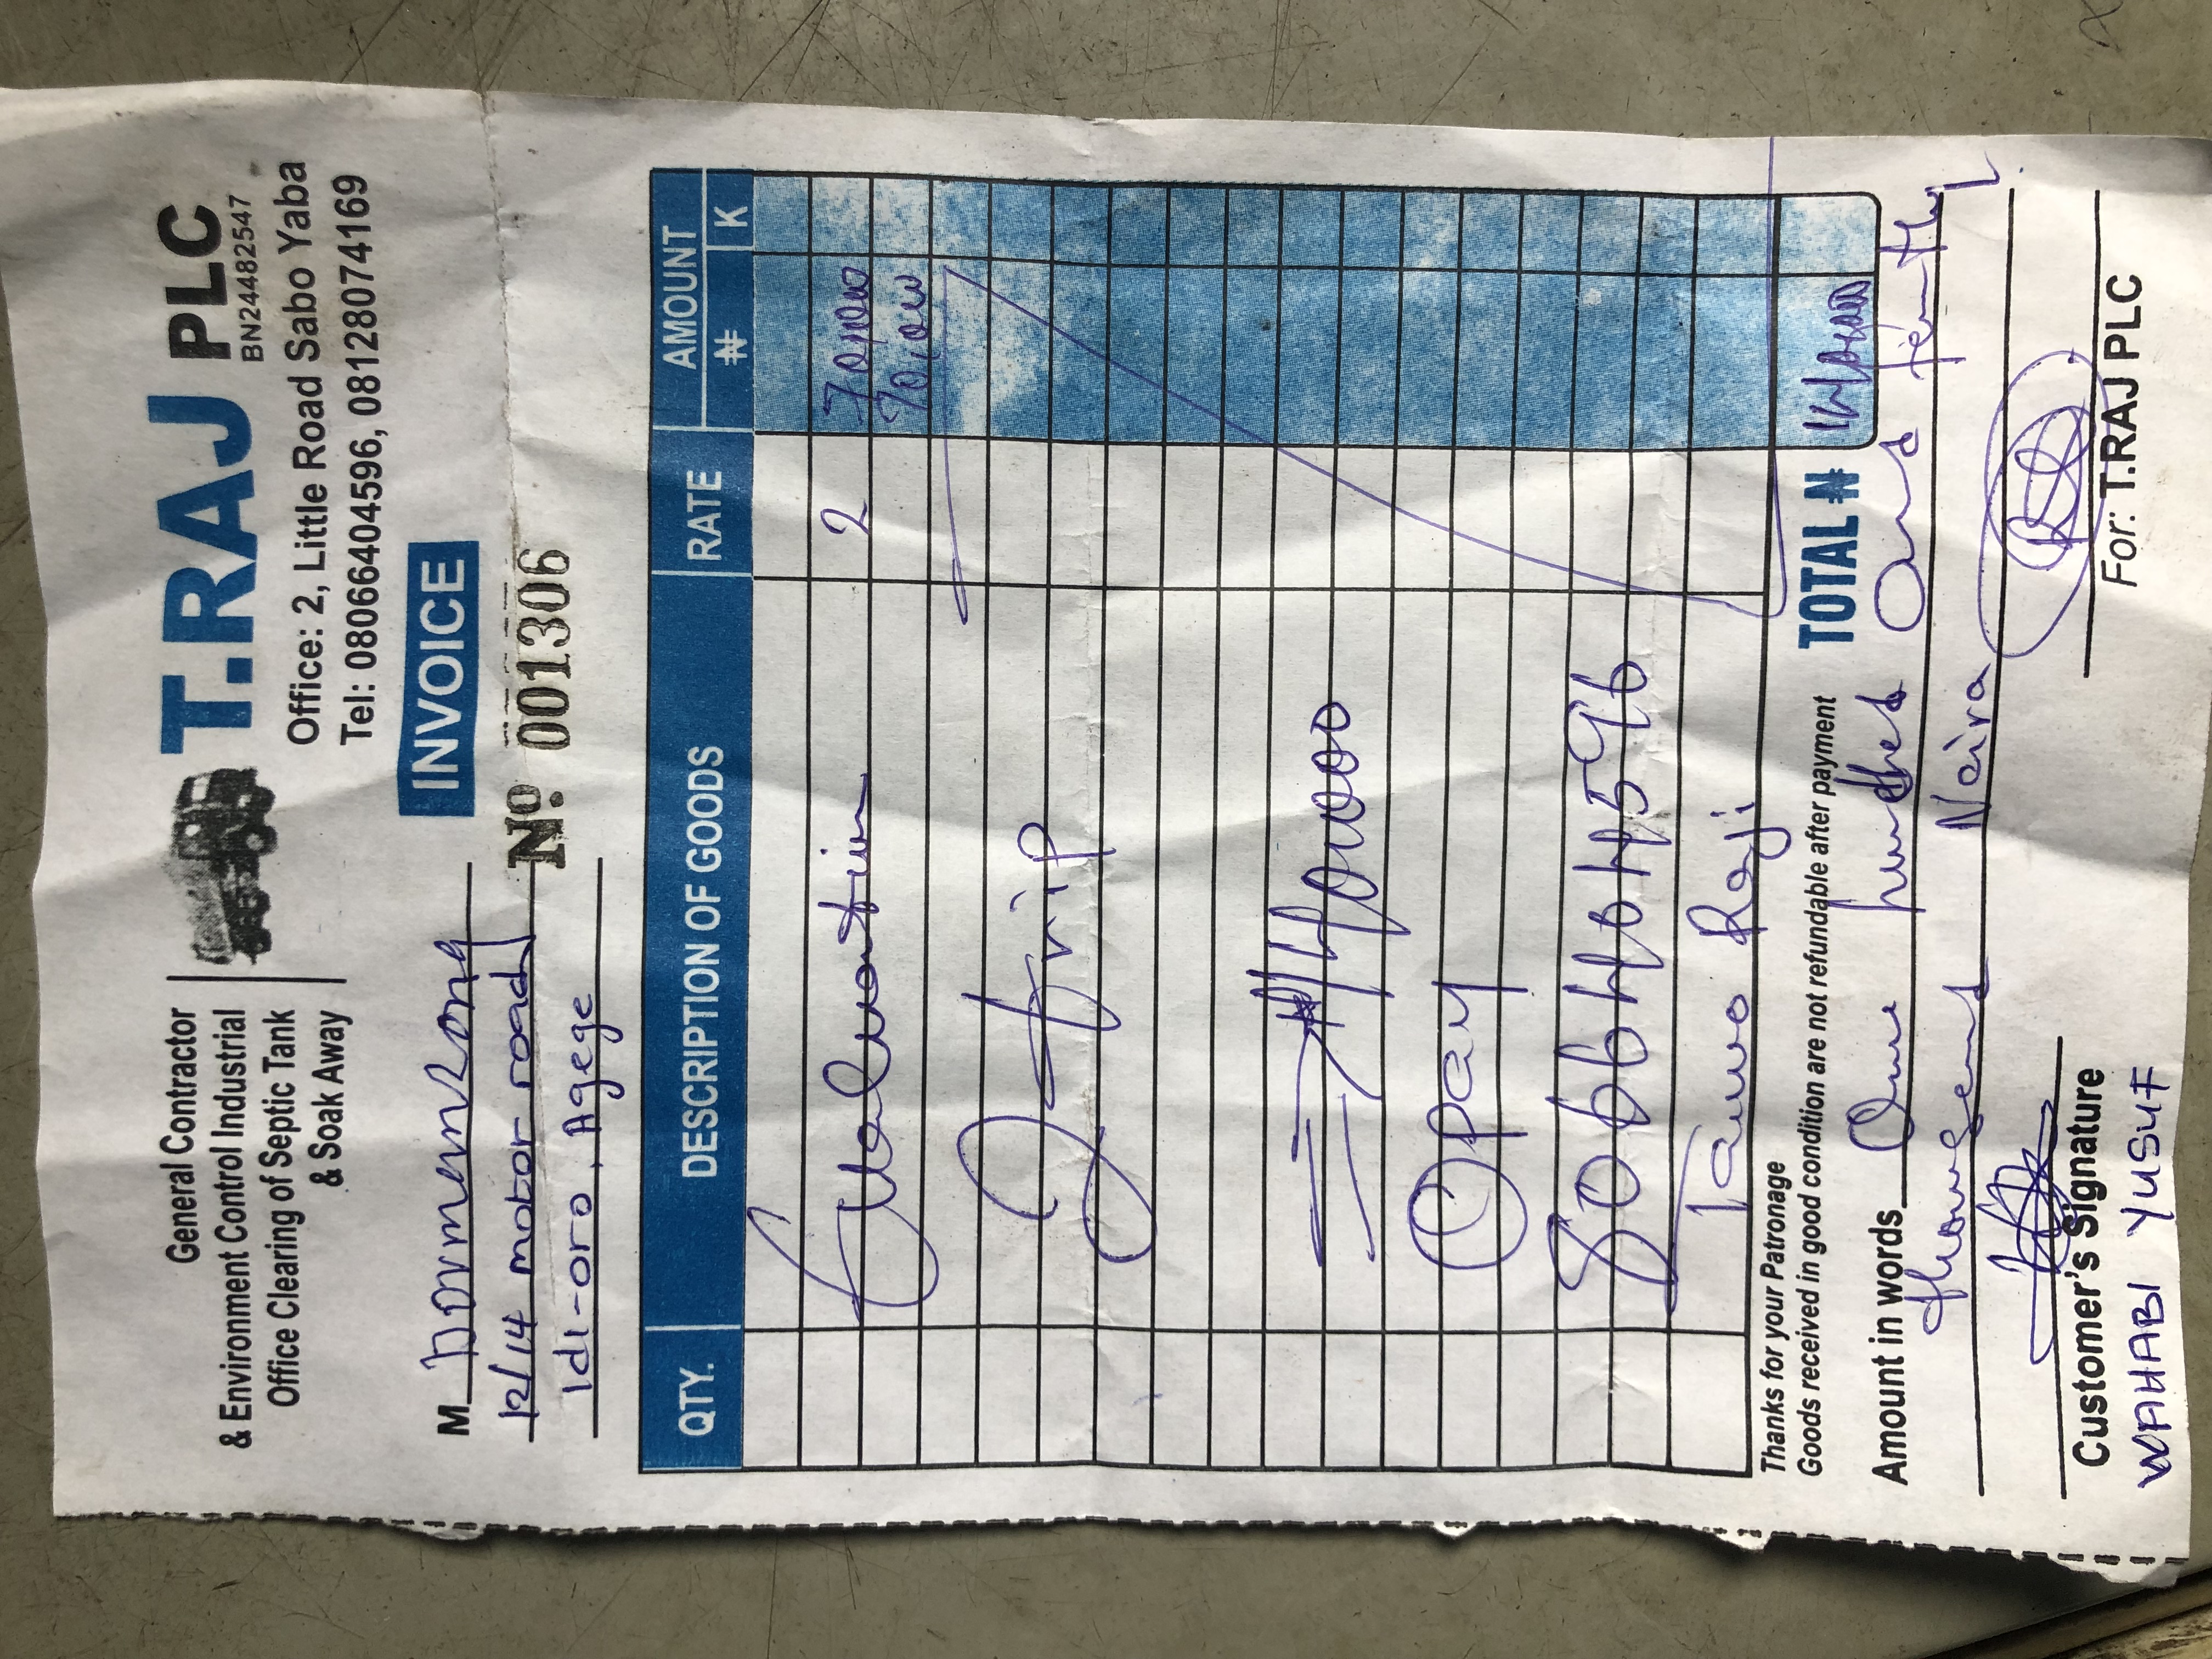 General Contractor
& Environment Control Industrial
Office Clearing of Septic Tank
& Soak Away
T.RAJ PLC
BN24482547
Office: 2, Little Road Sabo Yaba
Tel: 08066404596, 08128074169
INVOICE
M Dormanlong
12/14 motor road
Idi-oro, Agege
No. 001306
QTY. DESCRIPTION OF GOODS RATE AMOUNT
₦ K
Evaluation 2 70,000
70,000
2 trip
₦140,000
Opay
8066404596
Taiwo Raji
Thanks for your Patronage
Goods received in good condition are not refundable after payment
TOTAL ₦ 140,000
Amount in words One hundred and
thousand Naira
Customer's Signature
For: T.RAJ PLC
WAHABI YUSUF